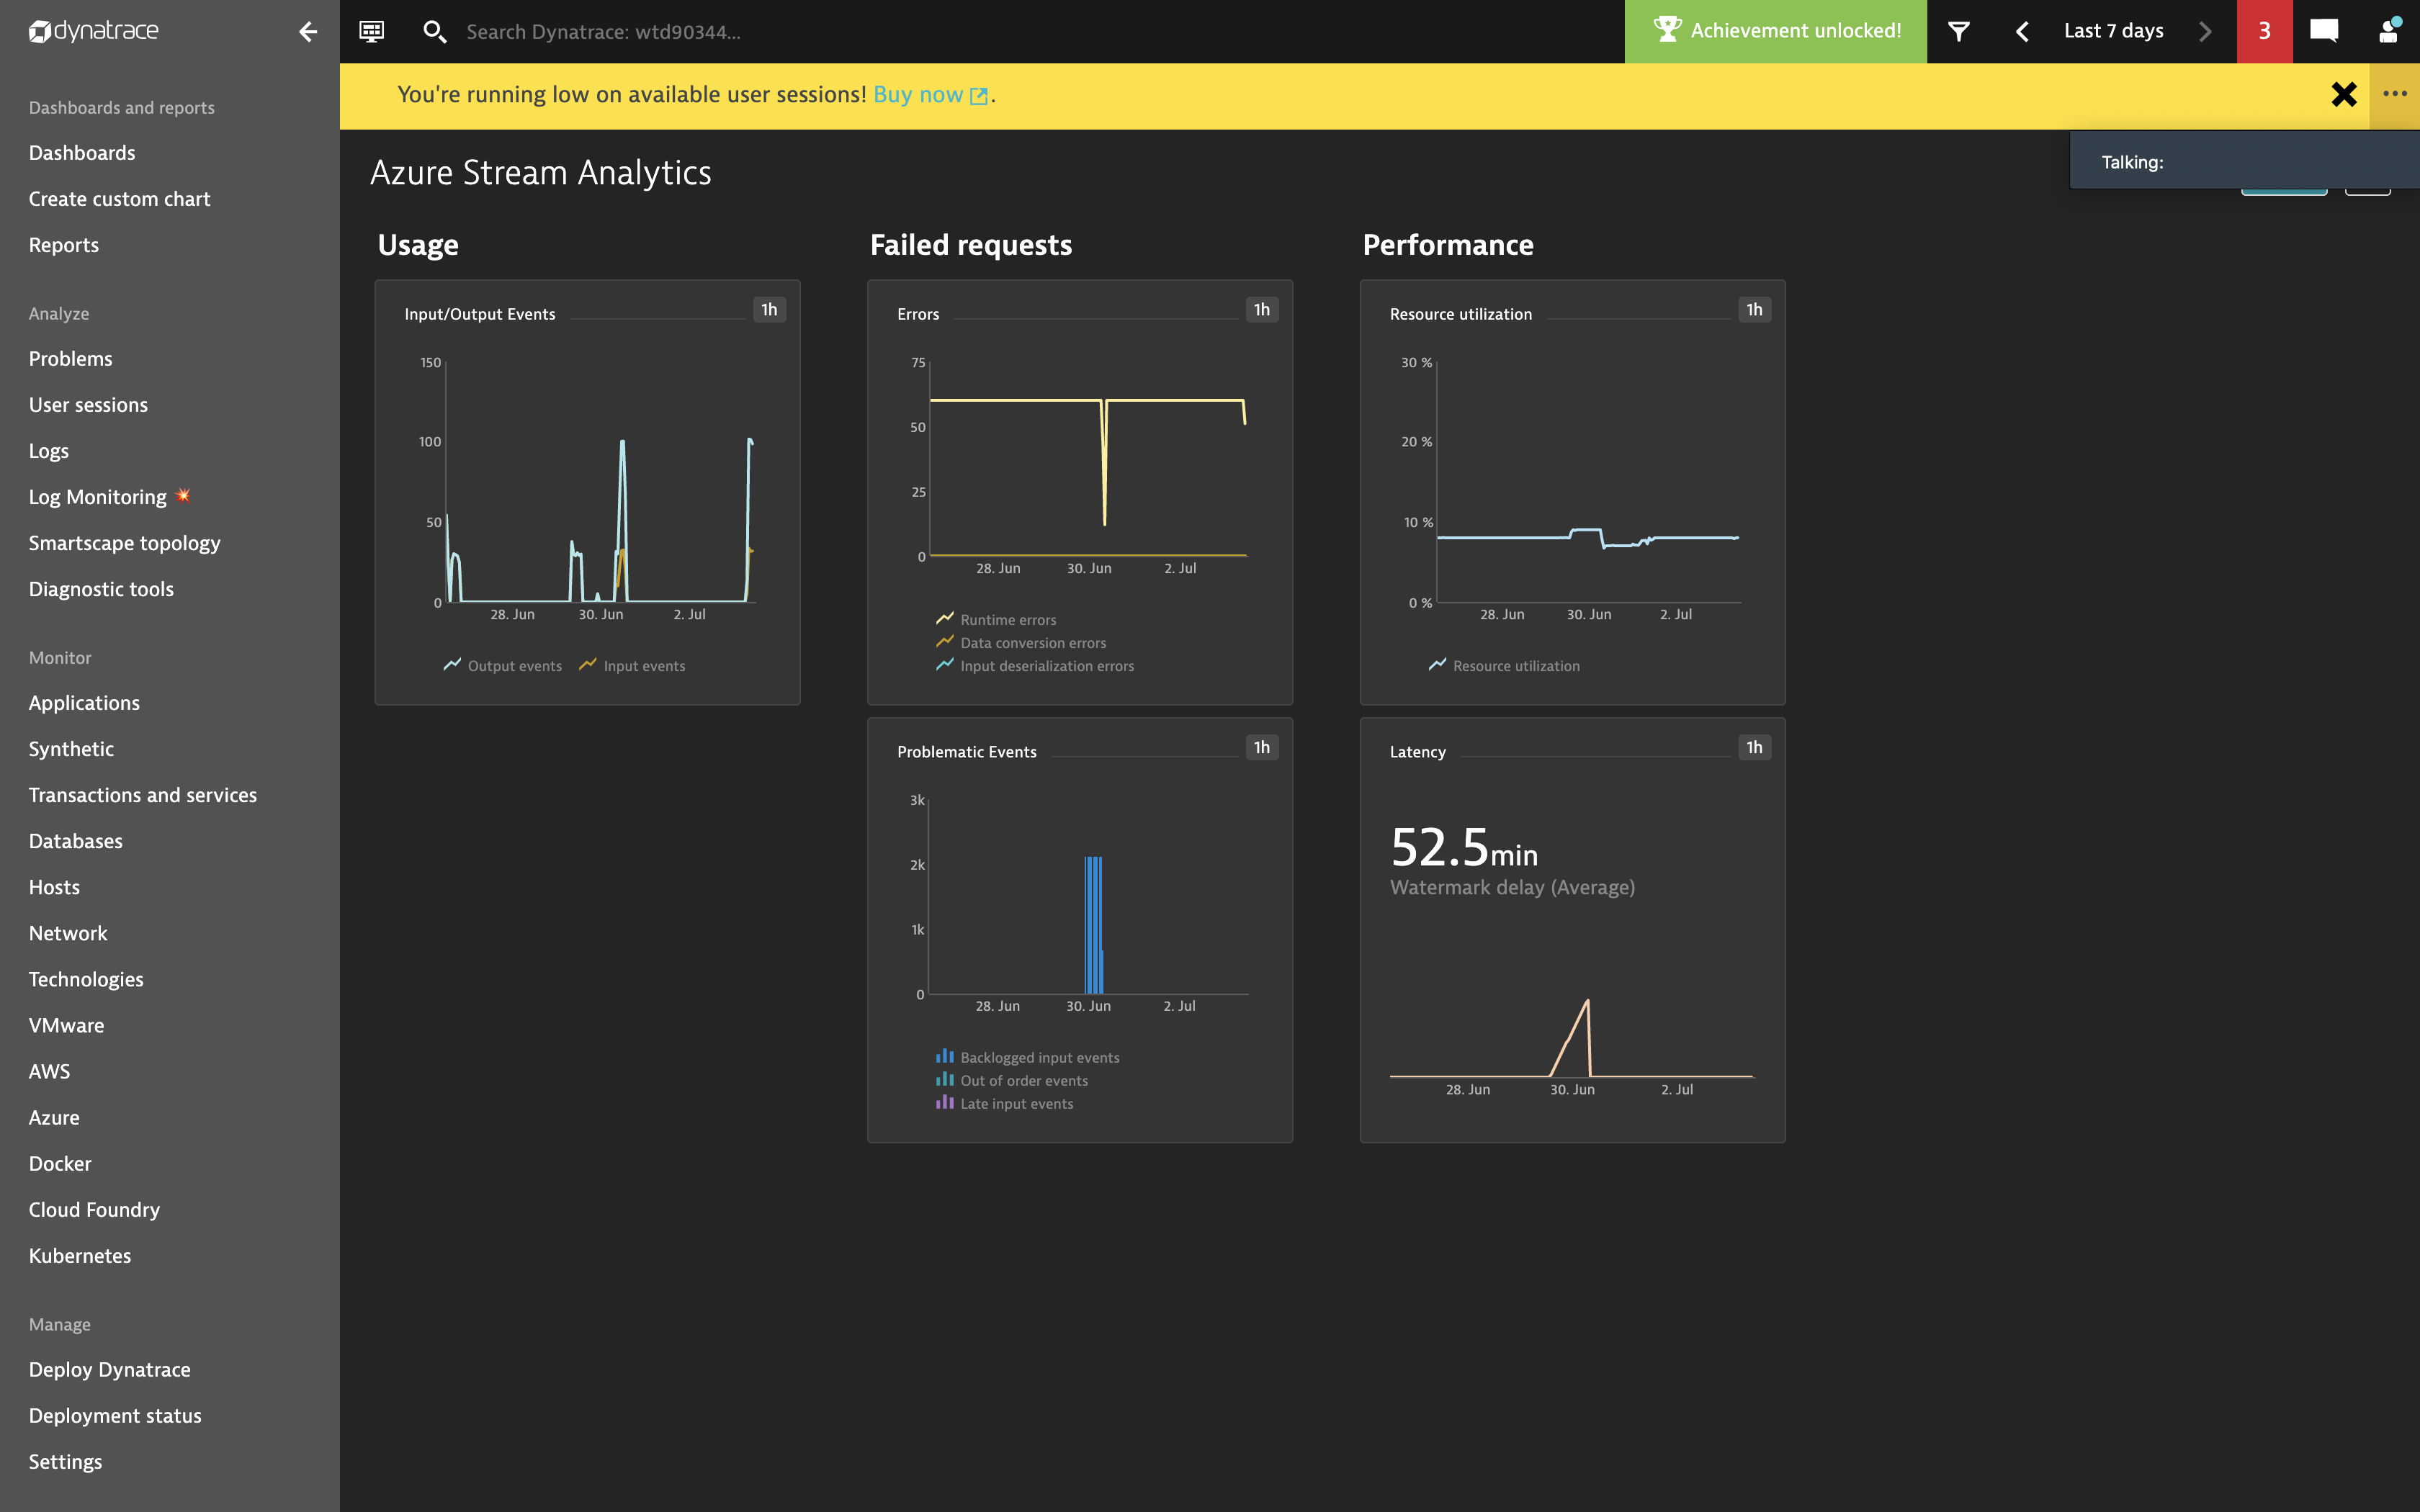 dynatrace
Dashboards and reports
Dashboards
Create custom chart
Reports
Analyze
Problems
User sessions
Logs
Log Monitoring
Smartscape topology
Diagnostic tools
Monitor
Applications
Synthetic
Transactions and services
Databases
Hosts
Network
Technologies
VMware
AWS
Azure
Docker
Cloud Foundry
Kubernetes
Manage
Deploy Dynatrace
Deployment status
Settings
Search Dynatrace: wtd90344...
Achievement unlocked!
Last 7 days
3
You're running low on available user sessions! Buy now.
Talking:
Azure Stream Analytics
Usage
Input/Output Events 1h
150
100
50
0
28. Jun 30. Jun 2. Jul
Output events Input events
Failed requests
Errors 1h
75
50
25
0
28. Jun 30. Jun 2. Jul
Runtime errors
Data conversion errors
Input deserialization errors
Problematic Events 1h
3k
2k
1k
0
28. Jun 30. Jun 2. Jul
Backlogged input events
Out of order events
Late input events
Performance
Resource utilization 1h
30 %
20 %
10 %
0 %
28. Jun 30. Jun 2. Jul
Resource utilization
Latency 1h
52.5min
Watermark delay (Average)
28. Jun 30. Jun 2. Jul